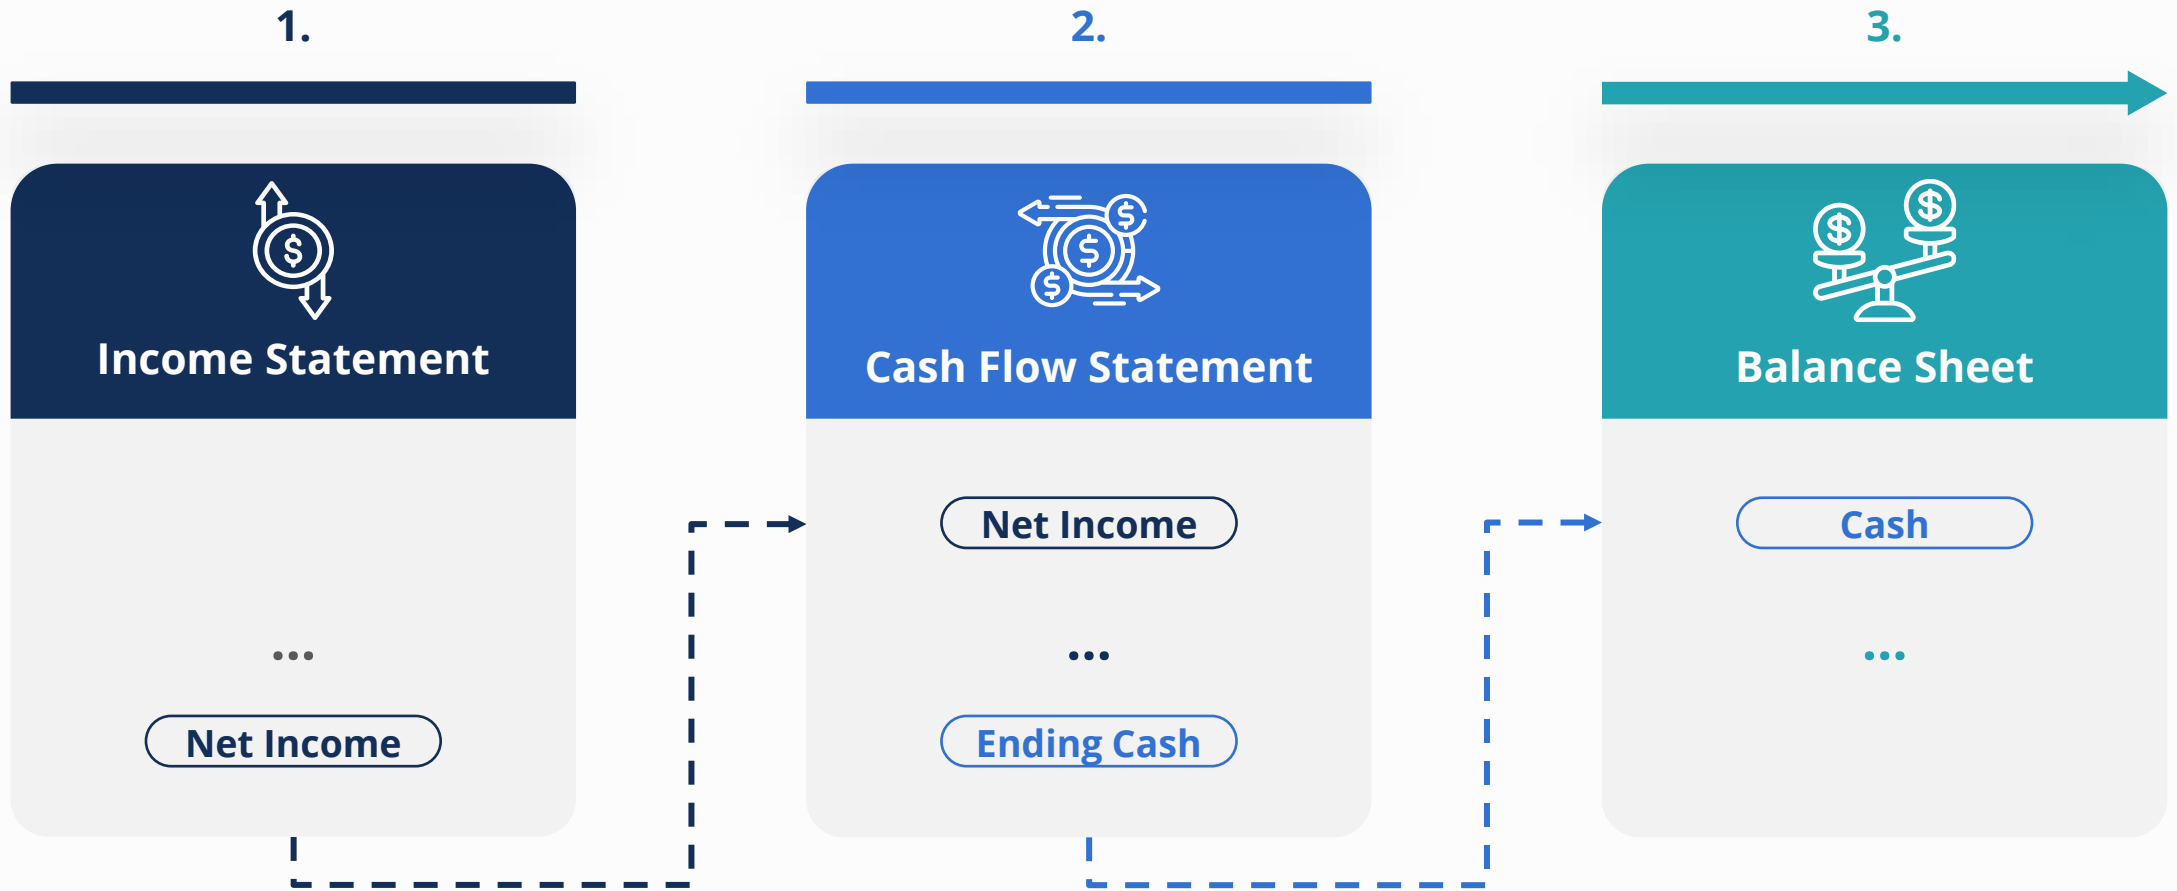 1.
2.
3.
Income Statement
Cash Flow Statement
Balance Sheet
Net Income
Cash
...
...
...
Net Income
Ending Cash